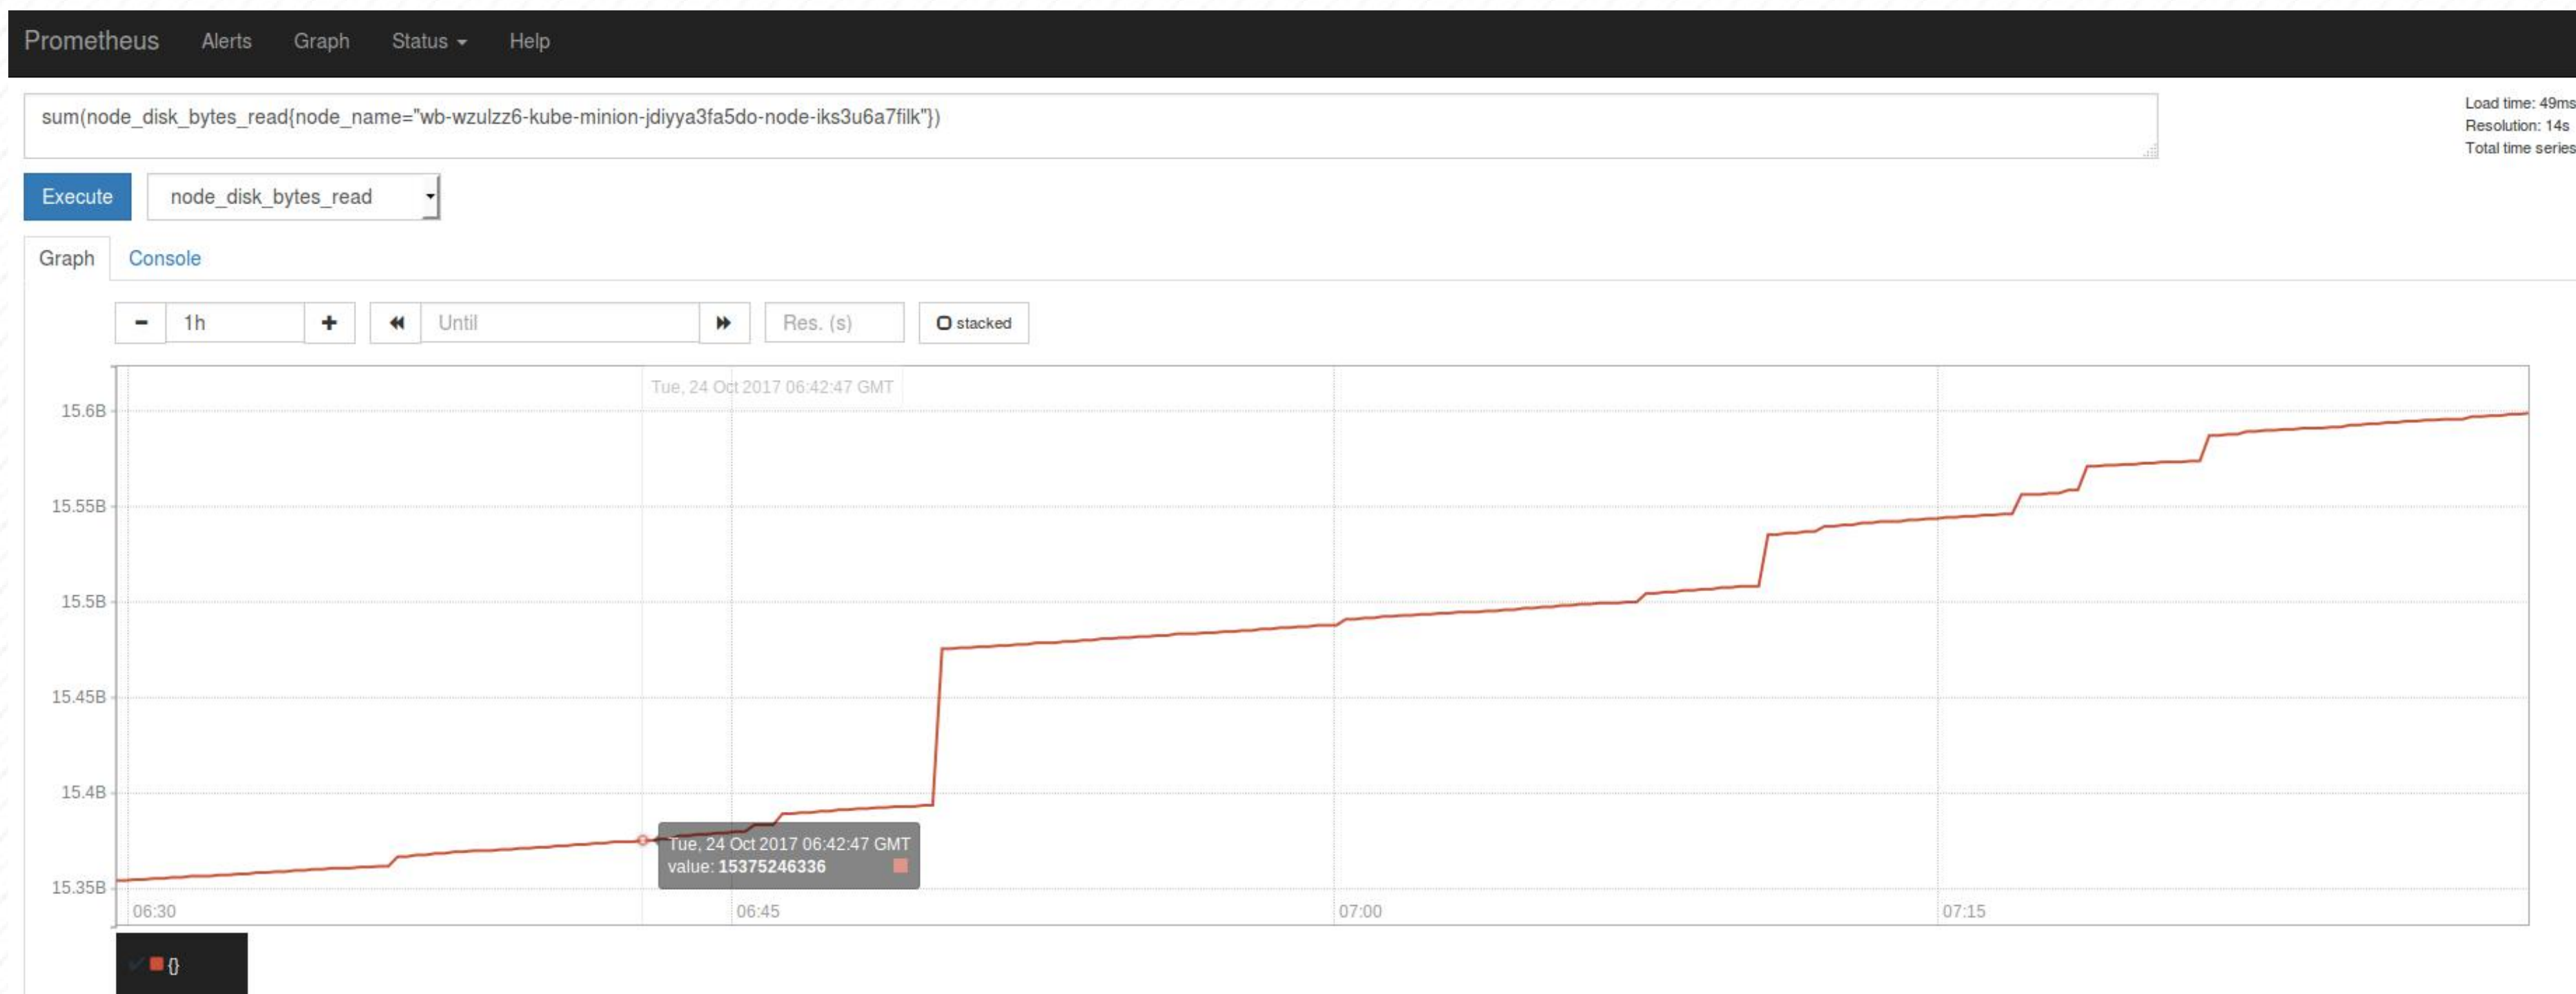 Prometheus Alerts Graph Status Help
sum(node_disk_bytes_read{node_name="wb-wzulzz6-kube-minion-jdiyya3fa5do-node-iks3u6a7filk"})
Load time: 49ms
Resolution: 14s
Total time series
Execute node_disk_bytes_read
Graph Console
- 1h + Until Res. (s) stacked
Tue, 24 Oct 2017 06:42:47 GMT
15.6B
15.55B
15.5B
15.45B
15.4B
Tue, 24 Oct 2017 06:42:47 GMT
value: 15375246336
15.35B
06:30 06:45 07:00 07:15
{}